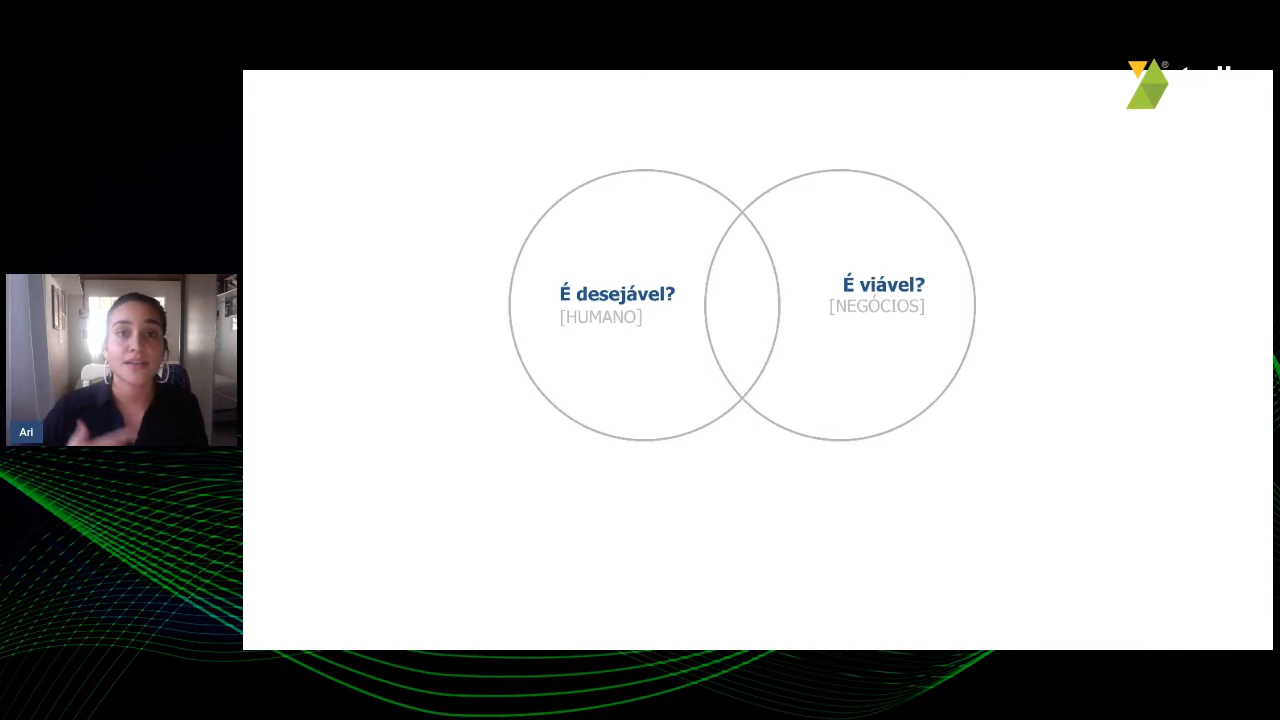 ®
É desejável?
[HUMANO]
É viável?
[NEGÓCIOS]
Ari